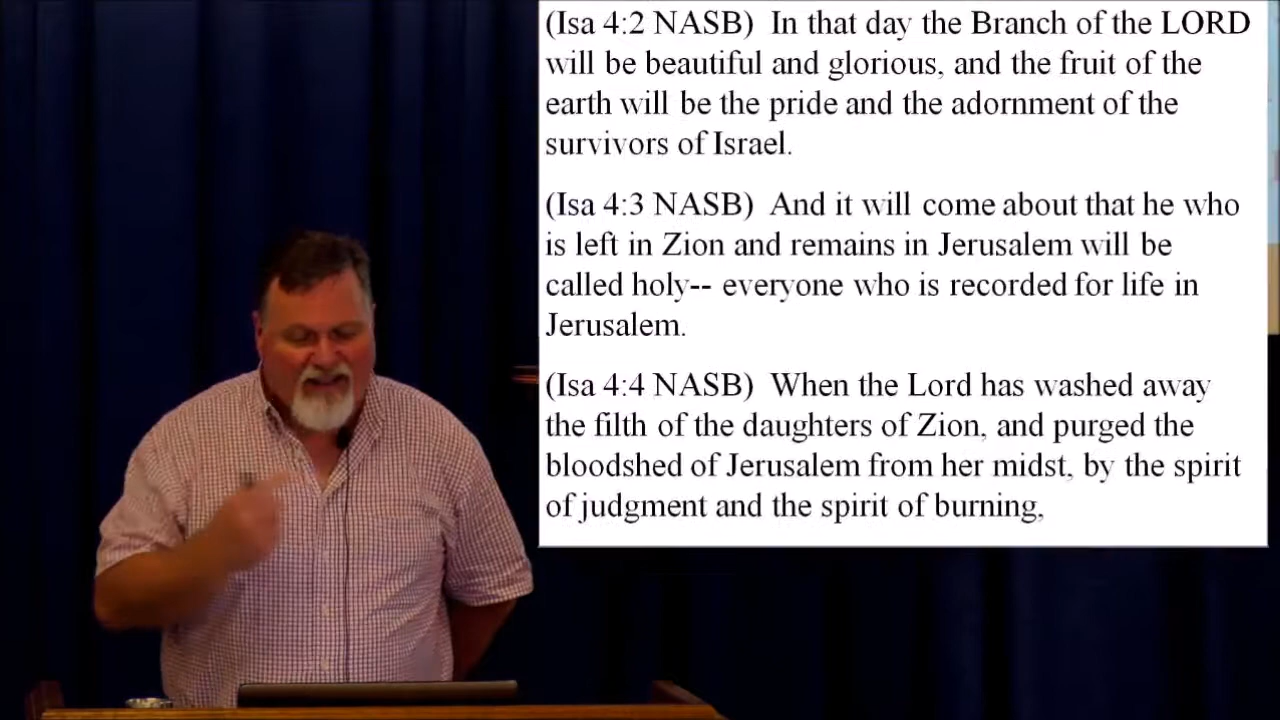 (Isa 4:2 NASB)  In that day the Branch of the LORD
will be beautiful and glorious, and the fruit of the
earth will be the pride and the adornment of the
survivors of Israel.
(Isa 4:3 NASB)  And it will come about that he who
is left in Zion and remains in Jerusalem will be
called holy-- everyone who is recorded for life in
Jerusalem.
(Isa 4:4 NASB)  When the Lord has washed away
the filth of the daughters of Zion, and purged the
bloodshed of Jerusalem from her midst, by the spirit
of judgment and the spirit of burning,